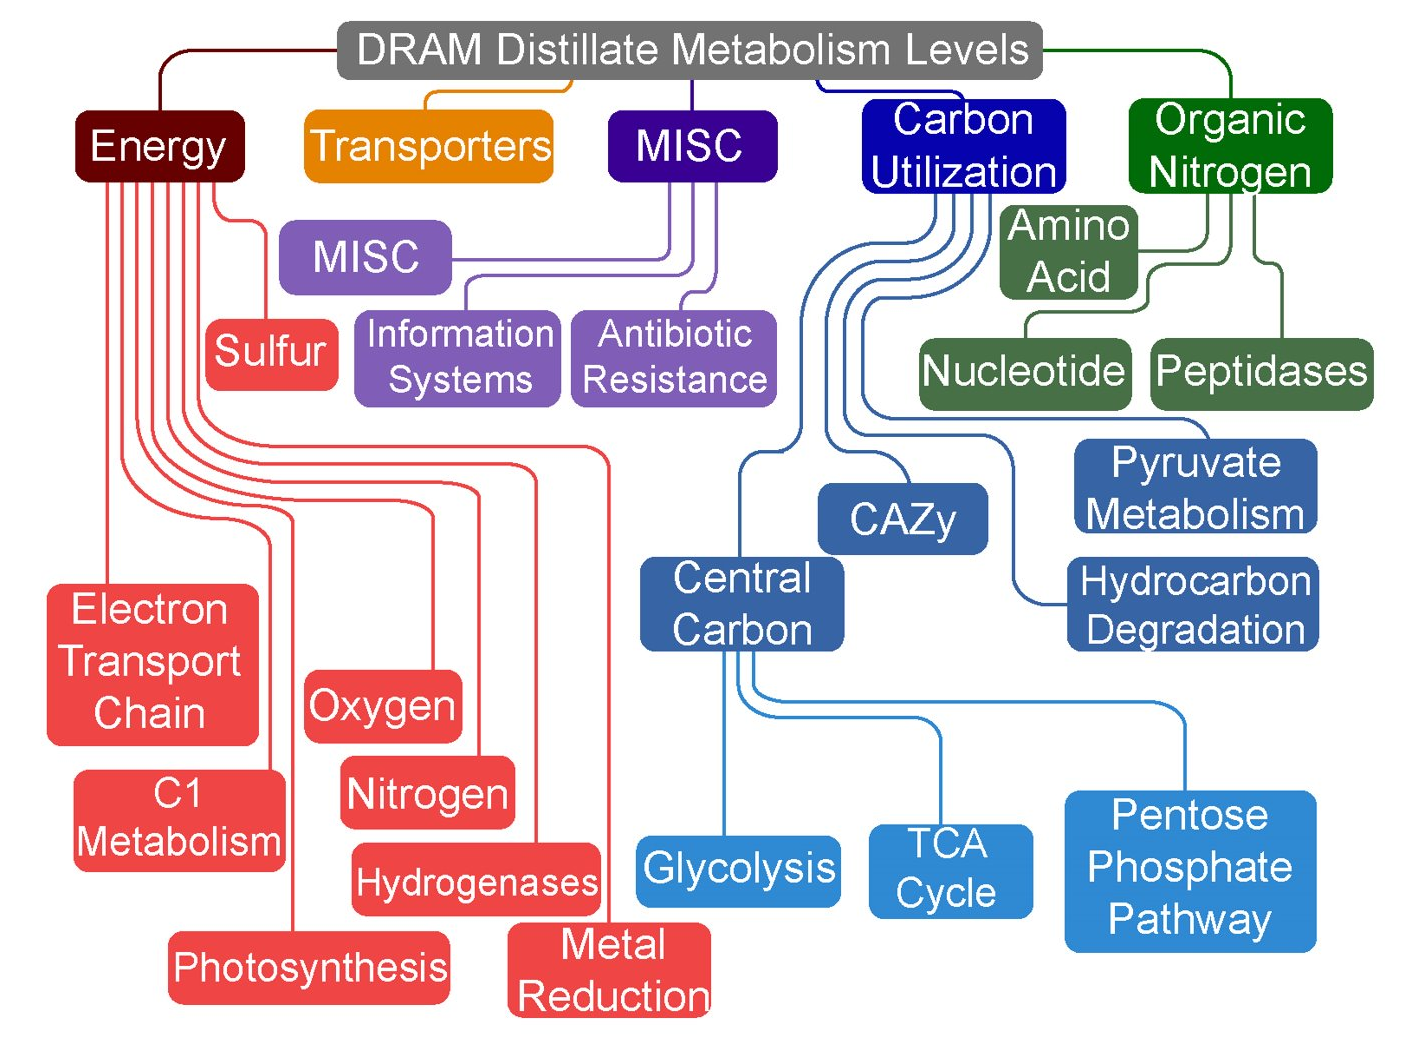 DRAM Distillate Metabolism Levels
Energy
Transporters
MISC
Carbon
Utilization
Organic
Nitrogen
MISC
Amino
Acid
Sulfur
Information
Systems
Antibiotic
Resistance
Nucleotide
Peptidases
Pyruvate
Metabolism
CAZy
Central
Carbon
Hydrocarbon
Degradation
Electron
Transport
Chain
Oxygen
C1
Metabolism
Nitrogen
Hydrogenases
Glycolysis
TCA
Cycle
Pentose
Phosphate
Pathway
Photosynthesis
Metal
Reduction